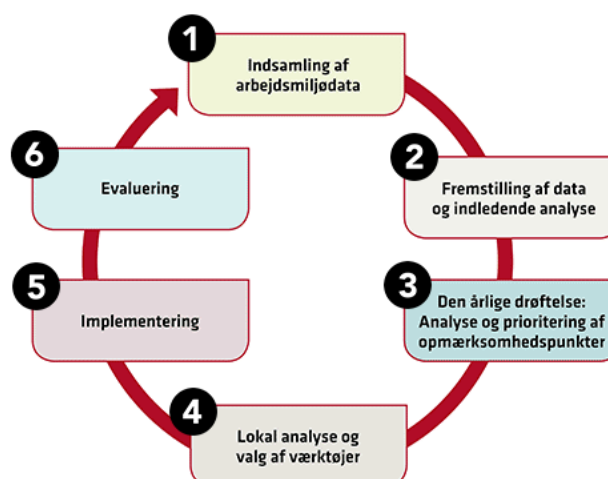 1
Indsamling af
arbejdsmiljødata
2
Fremstilling af data
og indledende analyse
3
Den årlige drøftelse:
Analyse og prioritering af
opmærksomhedspunkter
4
Lokal analyse og
valg af værktøjer
5
Implementering
6
Evaluering